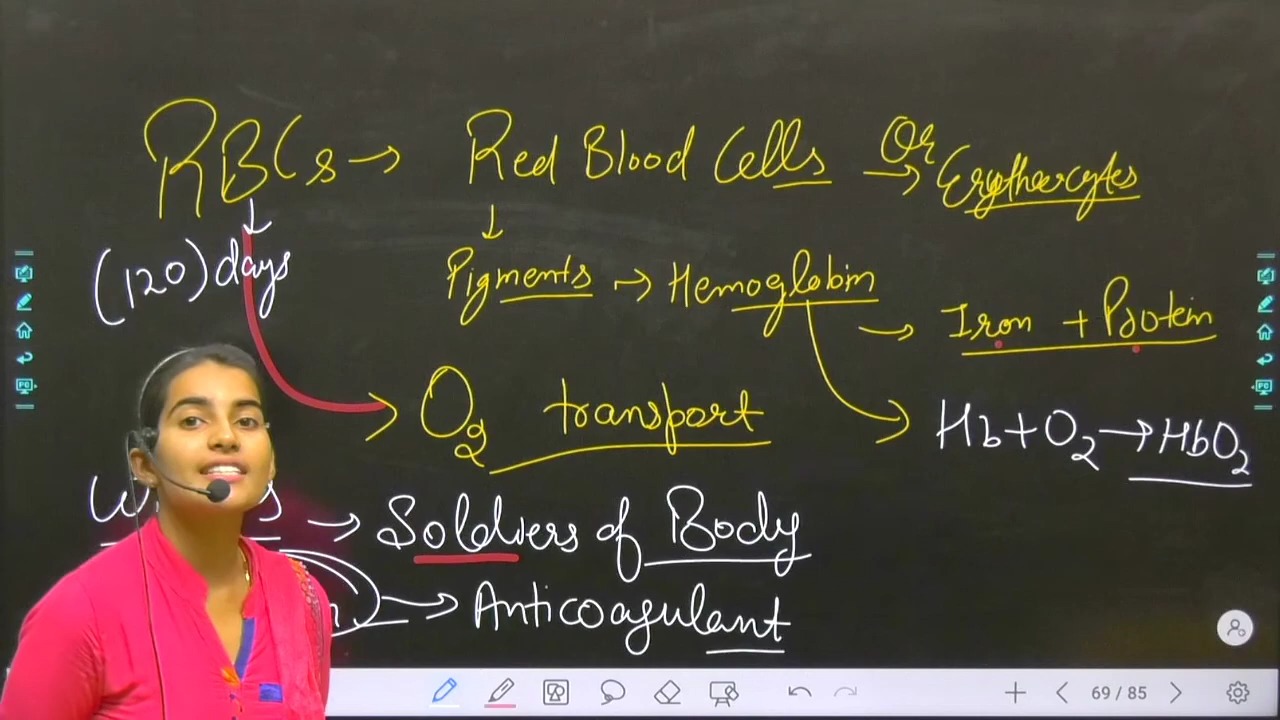 RBCs → Red Blood Cells Or → Erythercytes
(120) days
Pigments → Hemoglobin
→ Iron + Protein
O2 transport
Hb + O2 → HbO2
→ Soldiers of Body
→ Anticoagulant
69 / 85